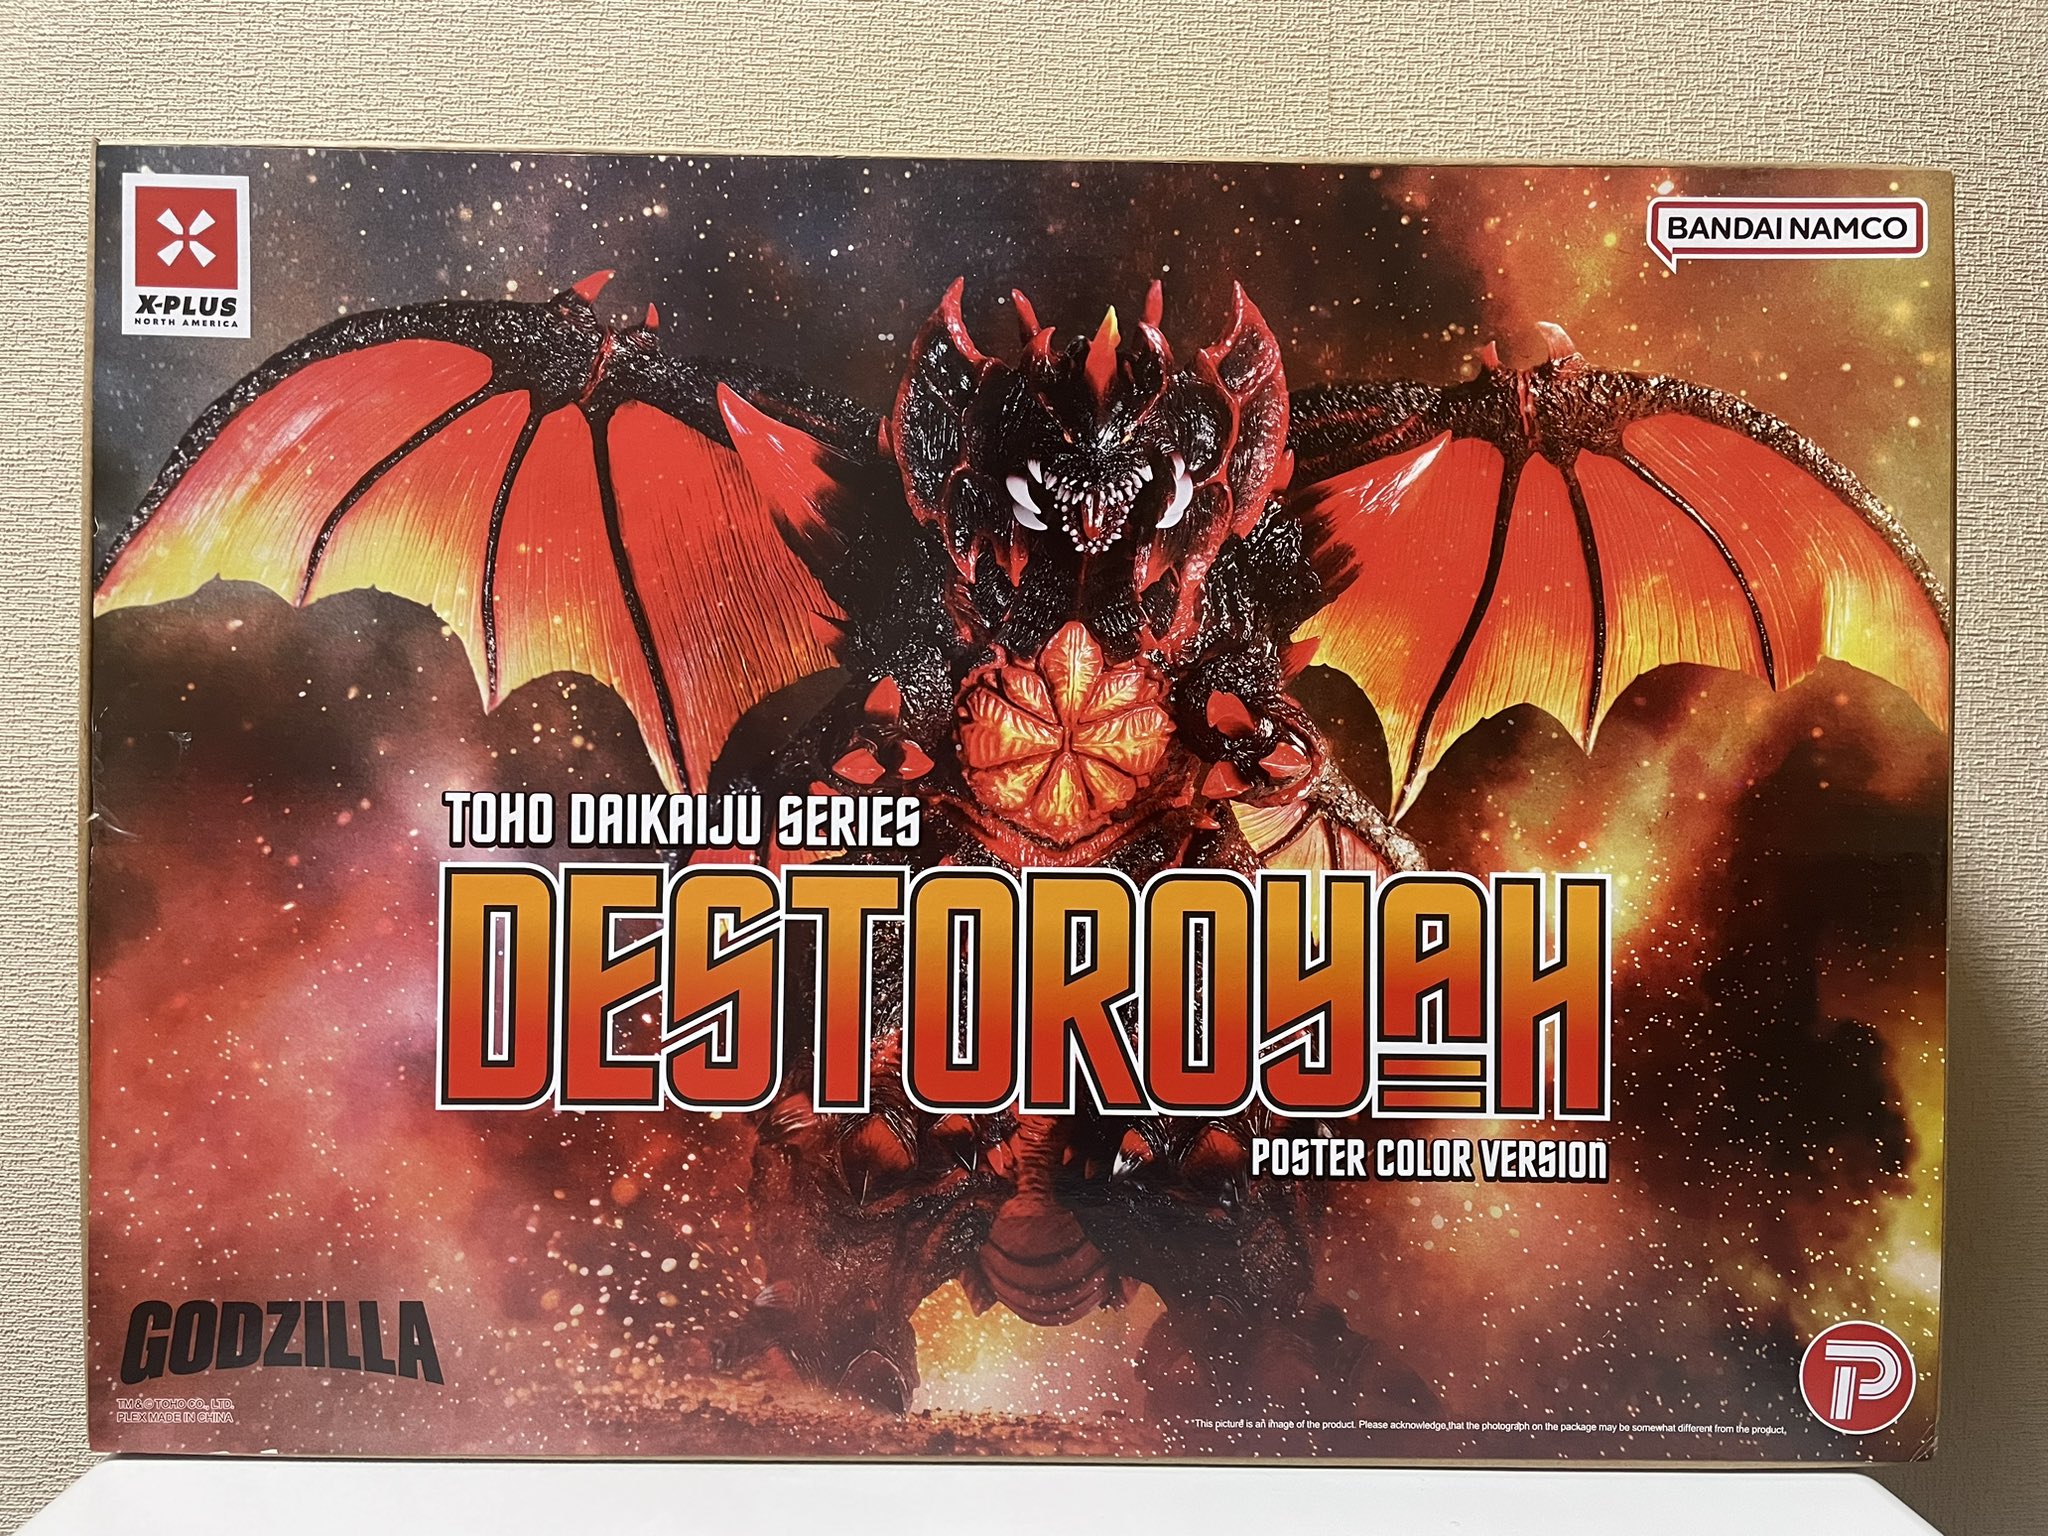 X-PLUS
NORTH AMERICA
BANDAI NAMCO
TOHO DAIKAIJU SERIES
DESTOROYAH
POSTER COLOR VERSION
GODZILLA
TM & © TOHO CO., LTD.
PLEX MADE IN CHINA
*This picture is an image of the product. Please acknowledge,that the photograph on the package may be somewhat different from the product.
P